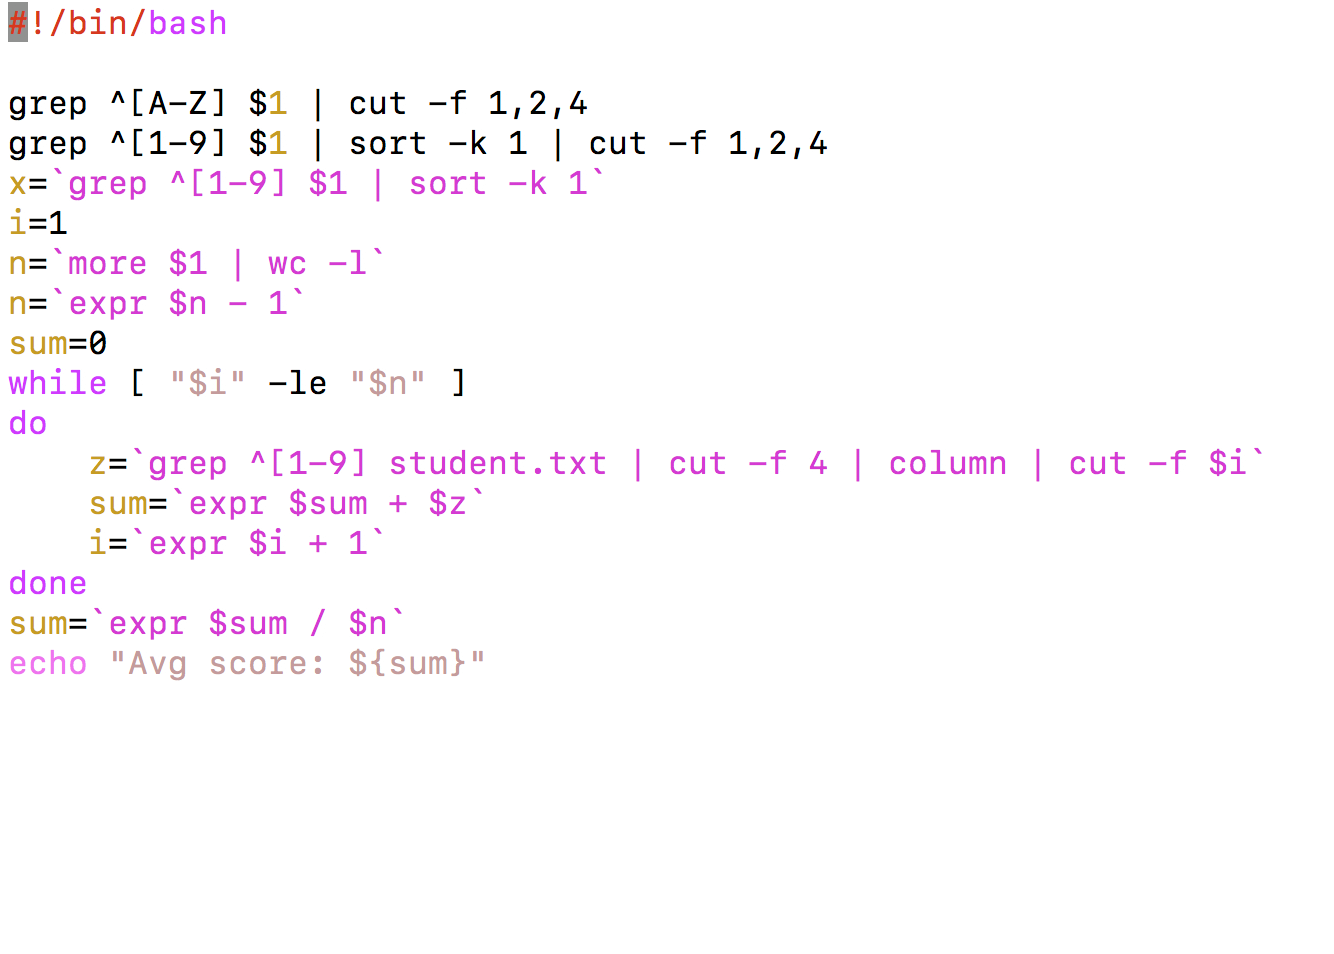 #!/bin/bash
grep ^[A-Z] $1 | cut -f 1,2,4
grep ^[1-9] $1 | sort -k 1 | cut -f 1,2,4
x=`grep ^[1-9] $1 | sort -k 1`
i=1
n=`more $1 | wc -l`
n=`expr $n - 1`
sum=0
while [ "$i" -le "$n" ]
do
    z=`grep ^[1-9] student.txt | cut -f 4 | column | cut -f $i`
    sum=`expr $sum + $z`
    i=`expr $i + 1`
done
sum=`expr $sum / $n`
echo "Avg score: ${sum}"